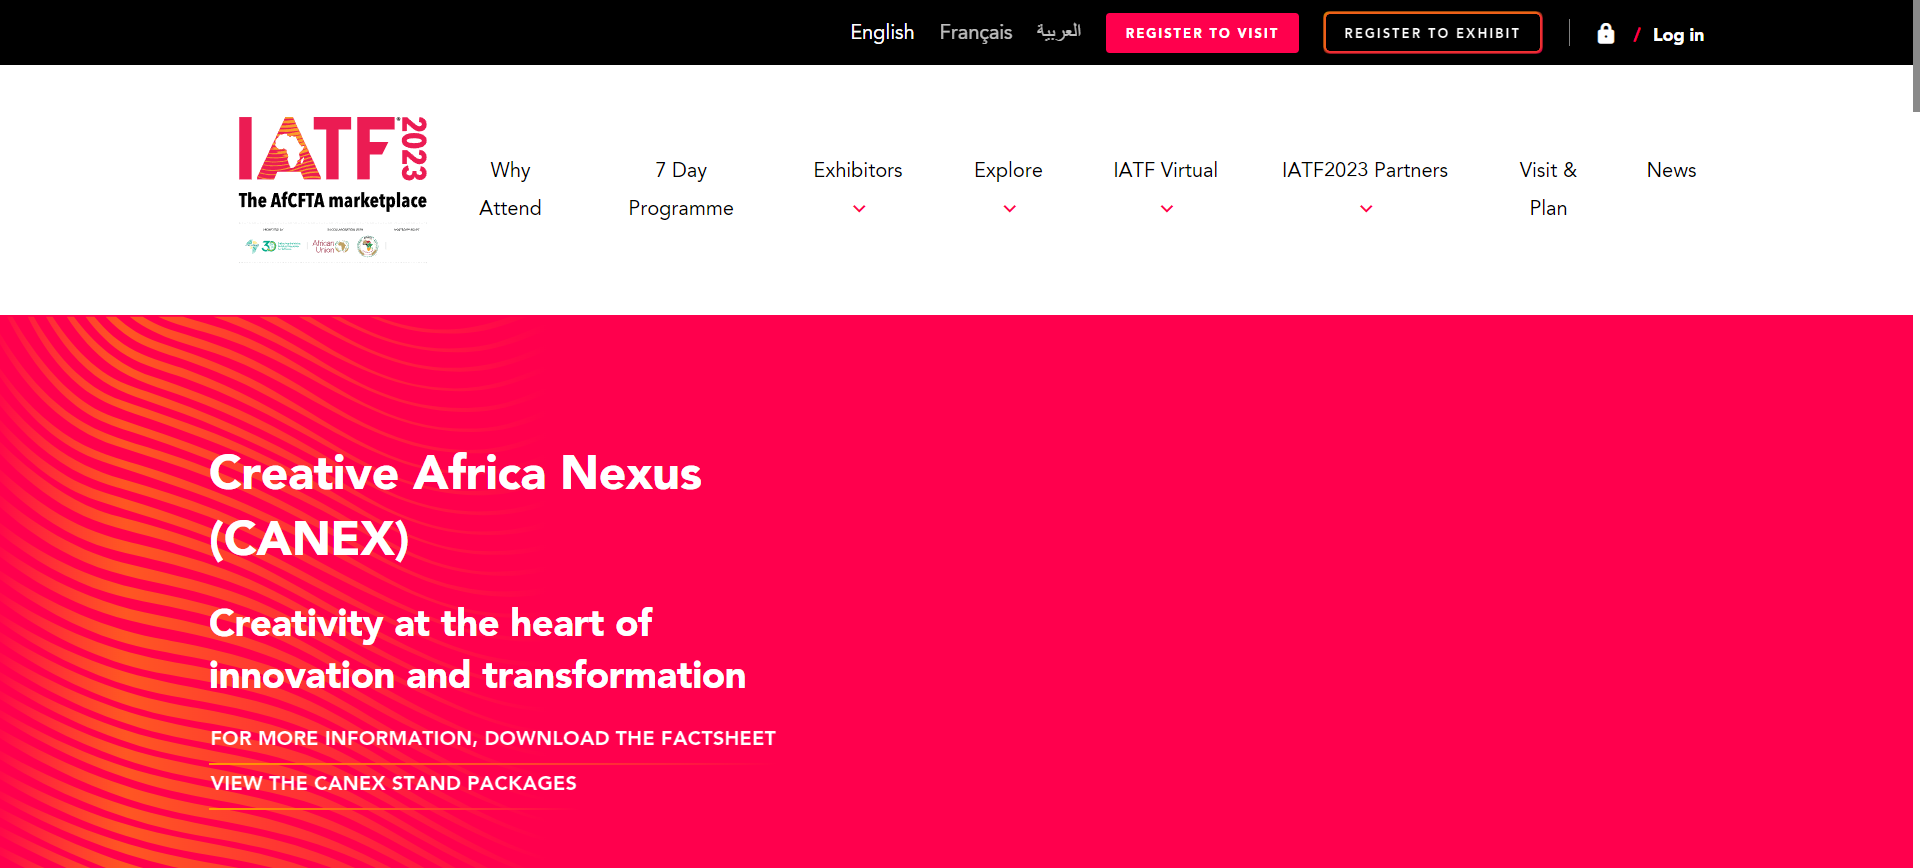 English Français العربية REGISTER TO VISIT REGISTER TO EXHIBIT / Log in
IATF 2023
The AfCFTA marketplace
African Union
Why Attend
7 Day Programme
Exhibitors
Explore
IATF Virtual
IATF2023 Partners
Visit & Plan
News
Creative Africa Nexus
(CANEX)
Creativity at the heart of
innovation and transformation
FOR MORE INFORMATION, DOWNLOAD THE FACTSHEET
VIEW THE CANEX STAND PACKAGES